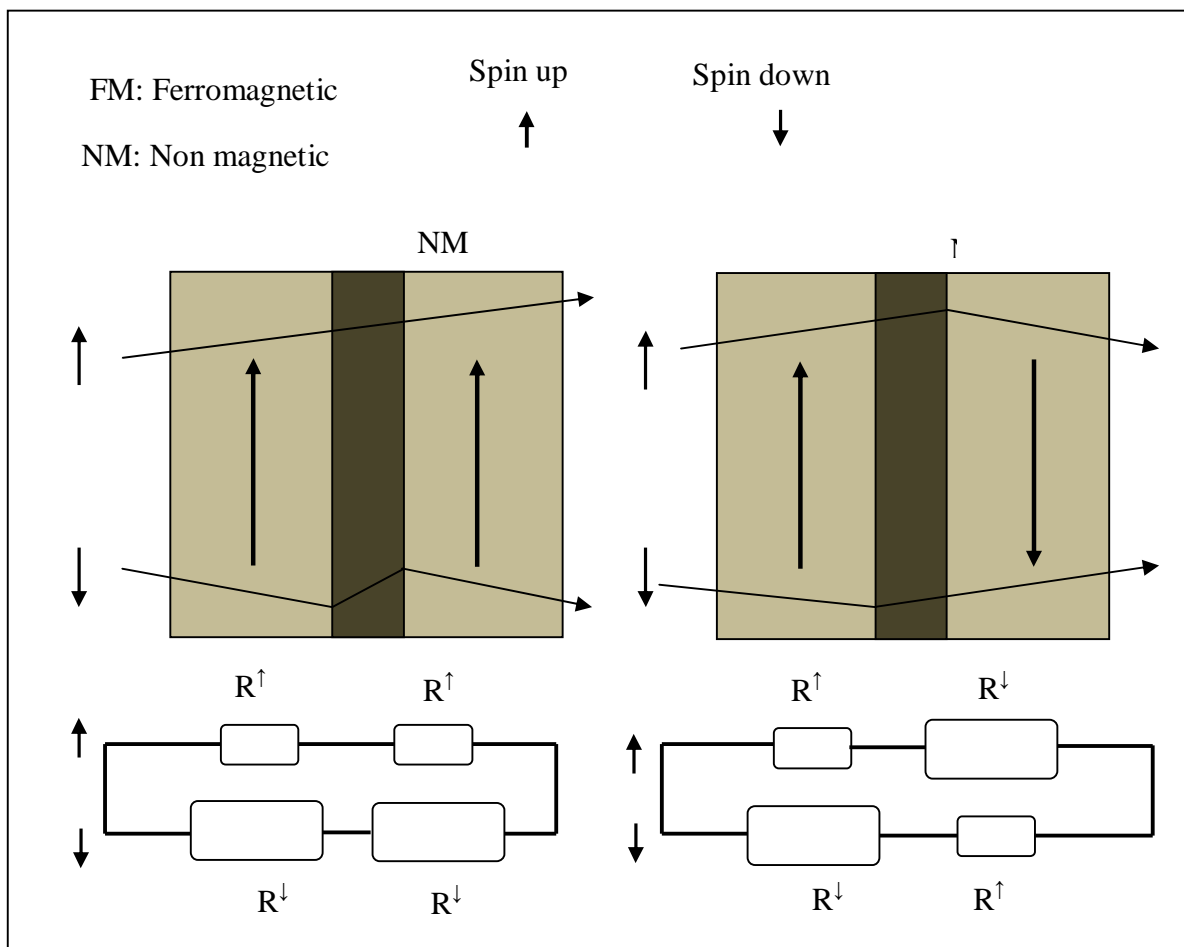 Spin up
Spin down
FM: Ferromagnetic
NM: Non magnetic
NM
R↑ R↑ R↑ R↓
R↓ R↓ R↓ R↑